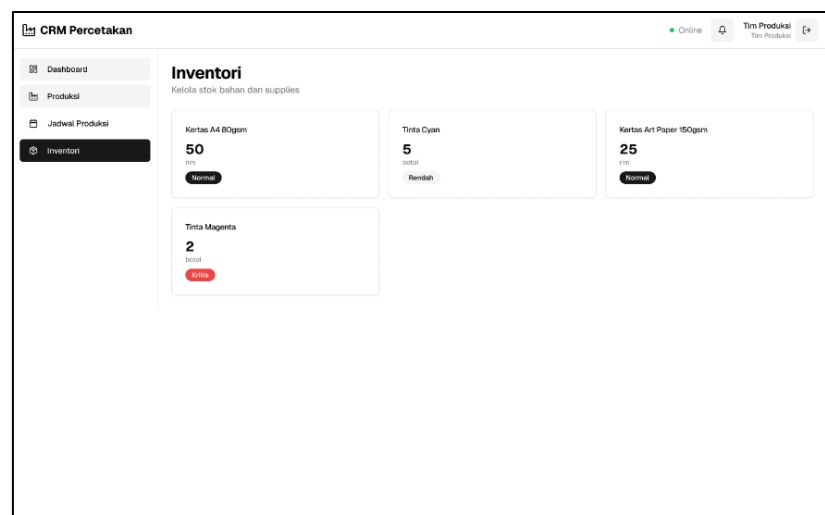 CRM Percetakan
Online
Tim Produksi
Tim Produksi
Dashboard
Produksi
Jadwal Produksi
Inventori
Inventori
Kelola stok bahan dan supplies
Kertas A4 80gsm
50
rim
Normal
Tinta Cyan
5
botol
Rendah
Kertas Art Paper 150gsm
25
rim
Normal
Tinta Magenta
2
botol
Kritis